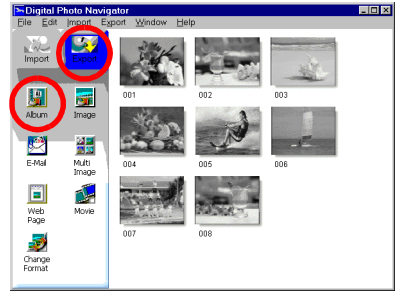 Digital Photo Navigator
File Edit Import Export Window Help
Import Export
Album Image
E-Mail Multi Image
Web Page Movie
Change Format
001 002 003
004 005 006
007 008